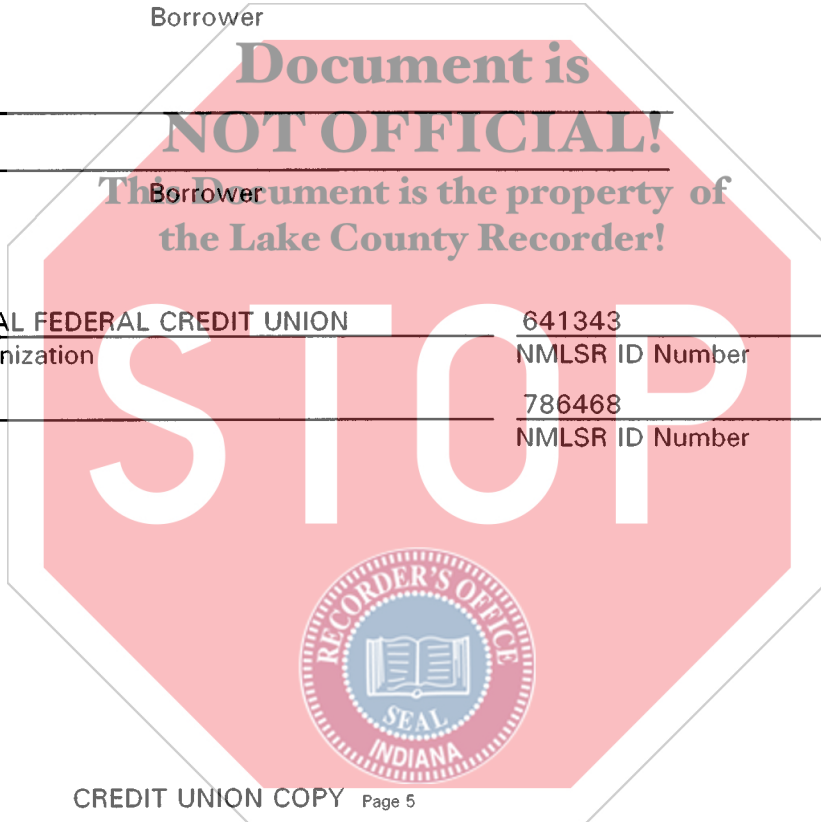 Borrower
Document is
NOT OFFICIAL!
This Document is the property of
Borrower
the Lake County Recorder!
AL FEDERAL CREDIT UNION 641343
nization NMLSR ID Number
786468
NMLSR ID Number
STOP
RECORDER'S OFFICE
SEAL
INDIANA
CREDIT UNION COPY Page 5